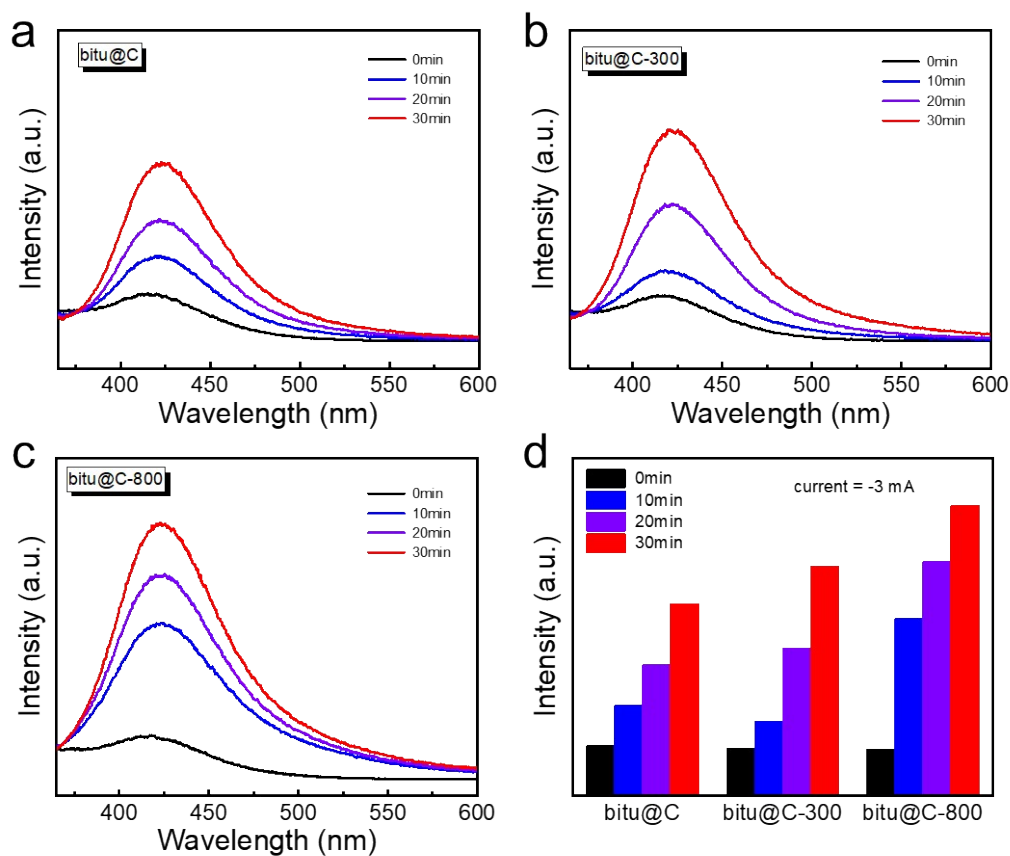 a
bitu@C
0min
10min
20min
30min
Intensity (a.u.)
400 450 500 550 600
Wavelength (nm)
b
bitu@C-300
0min
10min
20min
30min
Intensity (a.u.)
400 450 500 550 600
Wavelength (nm)
c
bitu@C-800
0min
10min
20min
30min
Intensity (a.u.)
400 450 500 550 600
Wavelength (nm)
d
0min
10min
20min
30min
current = -3 mA
Intensity (a.u.)
bitu@C bitu@C-300 bitu@C-800